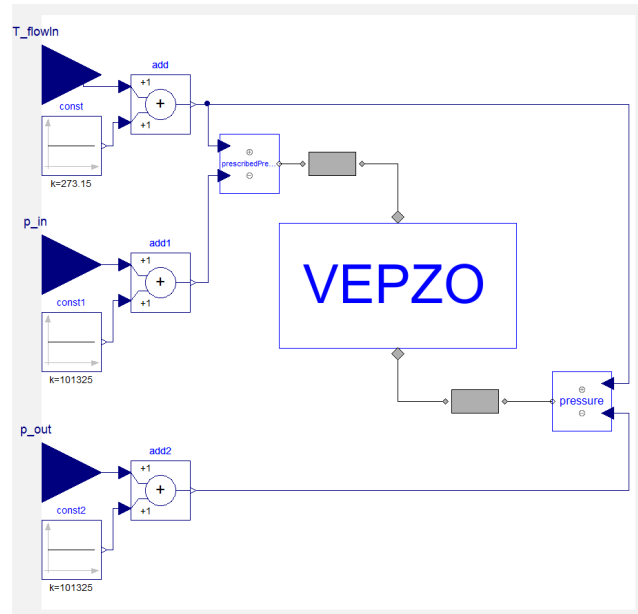 T_flowIn
add
+1
+
+1
const
k=273.15
prescribedPre...
p_in
add1
+1
+
+1
const1
k=101325
VEPZO
pressure
p_out
add2
+1
+
+1
const2
k=101325